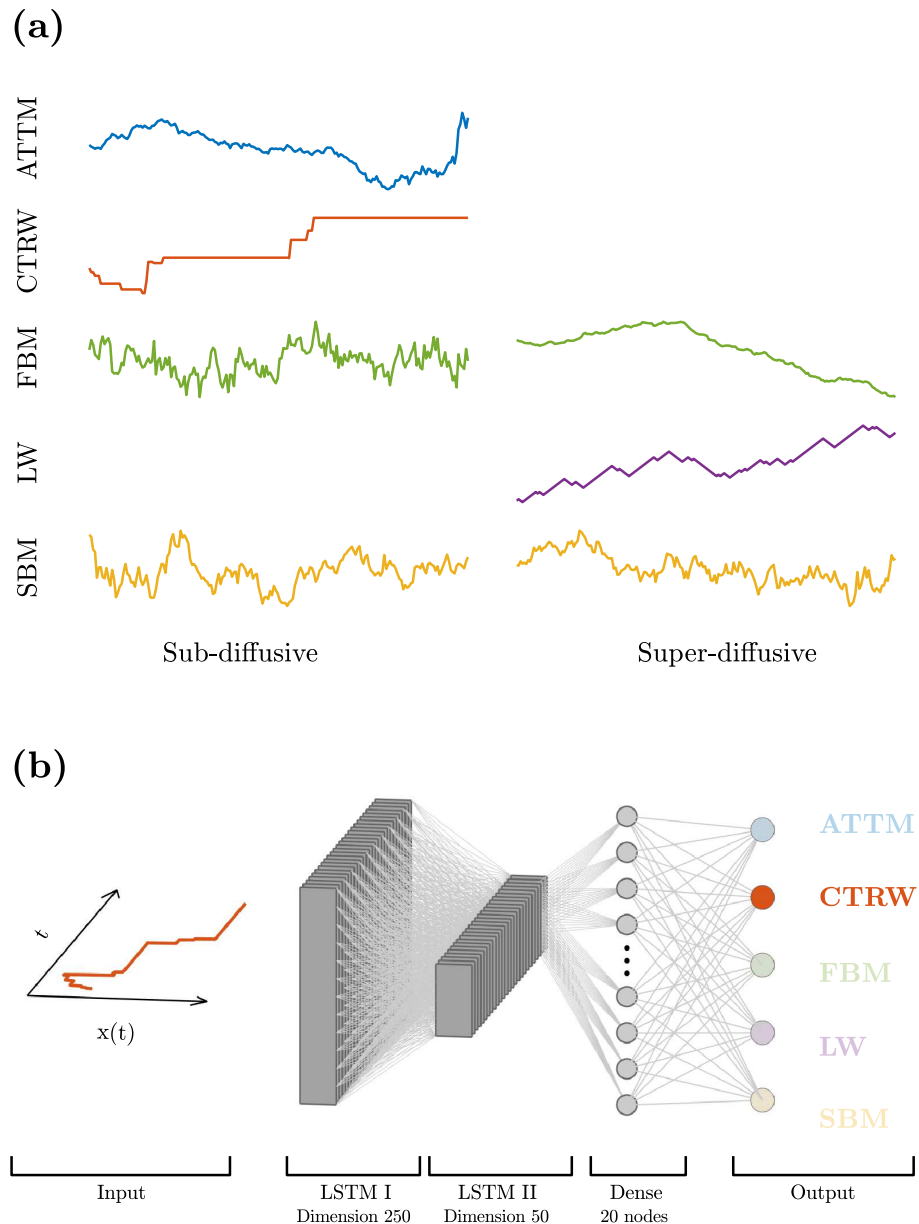 (a)
ATTM
CTRW
FBM
LW
SBM
Sub-diffusive
Super-diffusive
(b)
t
x(t)
ATTM
CTRW
FBM
LW
SBM
Input
LSTM I
Dimension 250
LSTM II
Dimension 50
Dense
20 nodes
Output